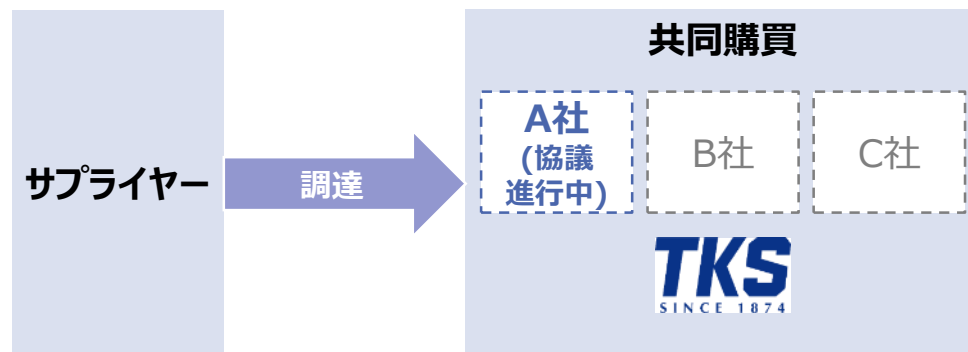 共同購買
A社
(協議
進行中)
B社
C社
サプライヤー
調達
TKS
SINCE 1874